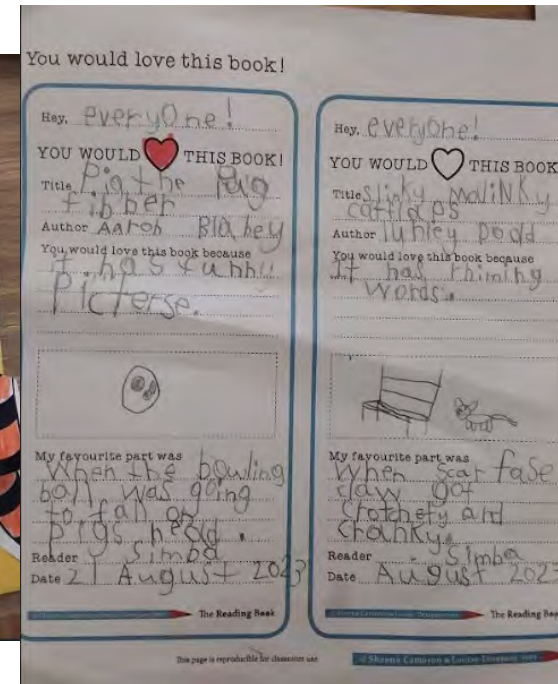 You would love this book!
Hey, everyone!
YOU WOULD THIS BOOK!
Title Pig the Pug
fibber
Author Aaron Blabey
You would love this book because
it has funni
Picterse.
My favourite part was
When the bowling
boll was going
to fall on
pigs head.
Reader Simba
Date 21 August 2023
The Reading Book
Hey, everyone!
YOU WOULD THIS BOOK
Title Slinky MaliNky
catflaps
Author lynley Dodd
You would love this book because
It has rhiming
words.
My favourite part was
When scar fase
claw got
crotchety and
cranky.
Reader Simba
Date August 202
The Reading Boo
This page is reproducible for classroom use
© Sheena Cameron & Louise Dempsey